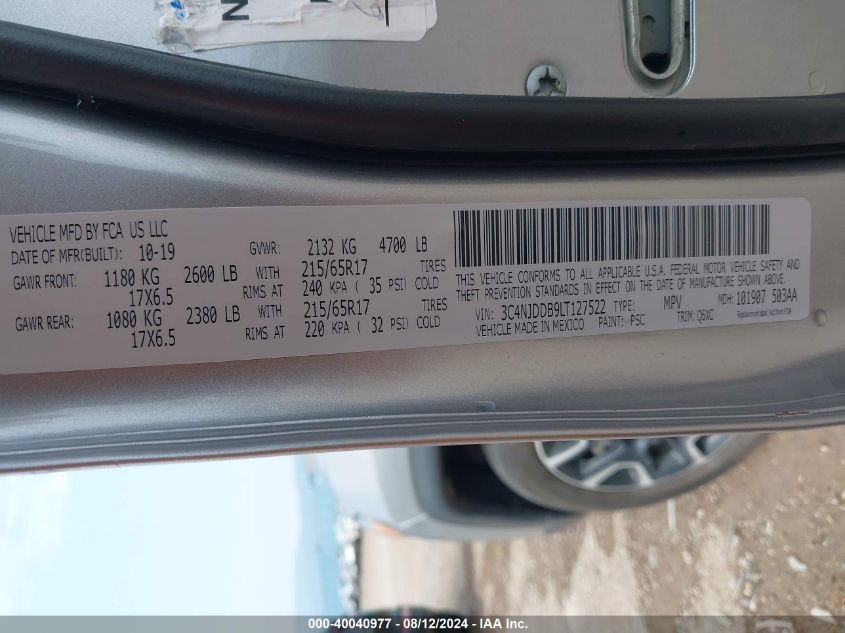 N
VEHICLE MFD BY FCA US LLC
DATE OF MFR(BUILT) 10-19 GVWR: 2132 KG 4700 LB
GAWR FRONT: 1180 KG 2600 LB WITH 215/65R17 TIRES
17X6.5 RIMS AT 240 KPA ( 35 PSI) COLD
GAWR REAR: 1080 KG 2380 LB WITH 215/65R17 TIRES
17X6.5 RIMS AT 220 KPA ( 32 PSI) COLD
THIS VEHICLE CONFORMS TO ALL APPLICABLE U.S.A. FEDERAL MOTOR VEHICLE SAFETY AND
THEFT PREVENTION STANDARDS IN EFFECT ON THE DATE OF MANUFACTURE SHOWN ABOVE.
VIN: 3C4NJDDB9LT127522 TYPE: MPV MDH: 101907 503AA
VEHICLE MADE IN MEXICO PAINT: PSC TRIM: Q6XC Replacement label. Not from FCA
000-40040977 - 08/12/2024 - IAA Inc.